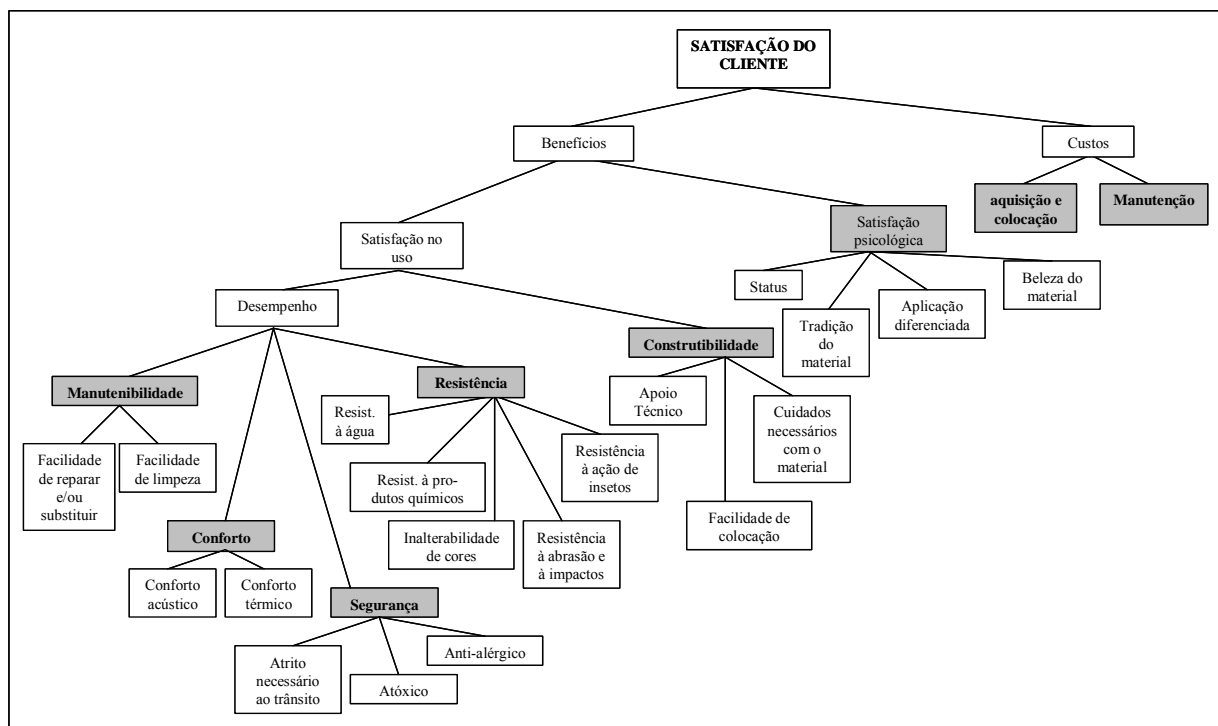 SATISFAÇÃO DO
CLIENTE
Benefícios
Custos
aquisição e
colocação
Manutenção
Satisfação no
uso
Satisfação
psicológica
Status
Tradição
do
material
Aplicação
diferenciada
Beleza do
material
Desempenho
Construtibilidade
Manutenibilidade
Resistência
Apoio
Técnico
Cuidados
necessários
com o
material
Facilidade de
colocação
Facilidade
de reparar
e/ou
substituir
Facilidade
de limpeza
Resist.
à água
Resist. à pro-
dutos químicos
Inalterabilidade
de cores
Resistência
à abrasão e
à impactos
Resistência
à ação de
insetos
Conforto
Conforto
acústico
Conforto
térmico
Segurança
Atrito
necessário
ao trânsito
Atóxico
Anti-alérgico